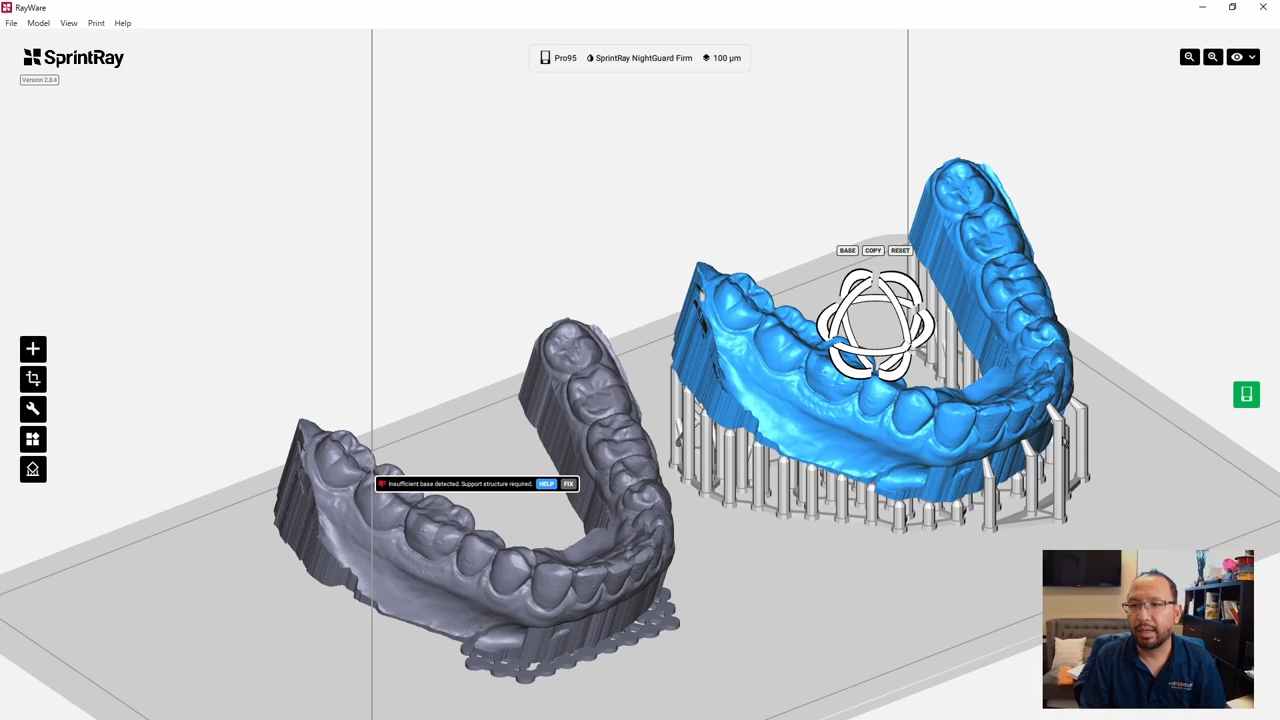 RayWare
File Model View Print Help
SprintRay
Version 2.8.4
Pro95 SprintRay NightGuard Firm 100 µm
BASE COPY RESET
Insufficient base detected. Support structure required. HELP FIX